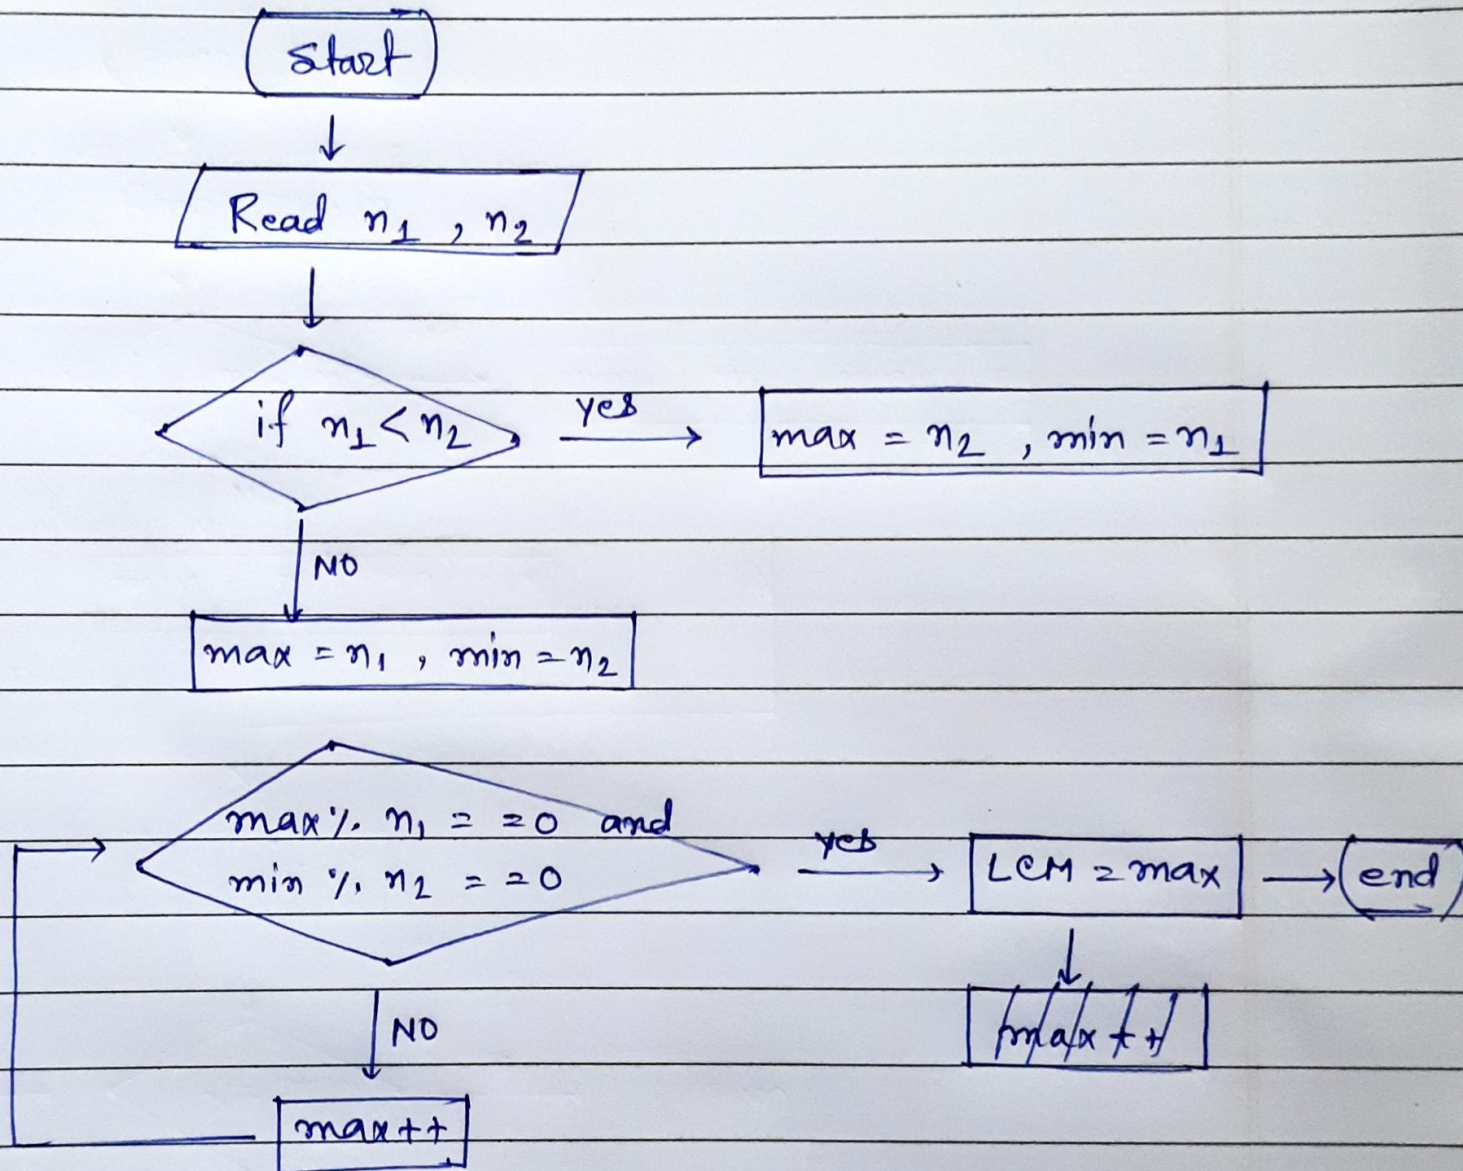 Start
Read n1 , n2
if n1 < n2
yes
max = n2 , min = n1
NO
max = n1 , min = n2
max % n1 = = 0 and
min % n2 = = 0
yes
LCM = max
end
max + +
NO
max + +